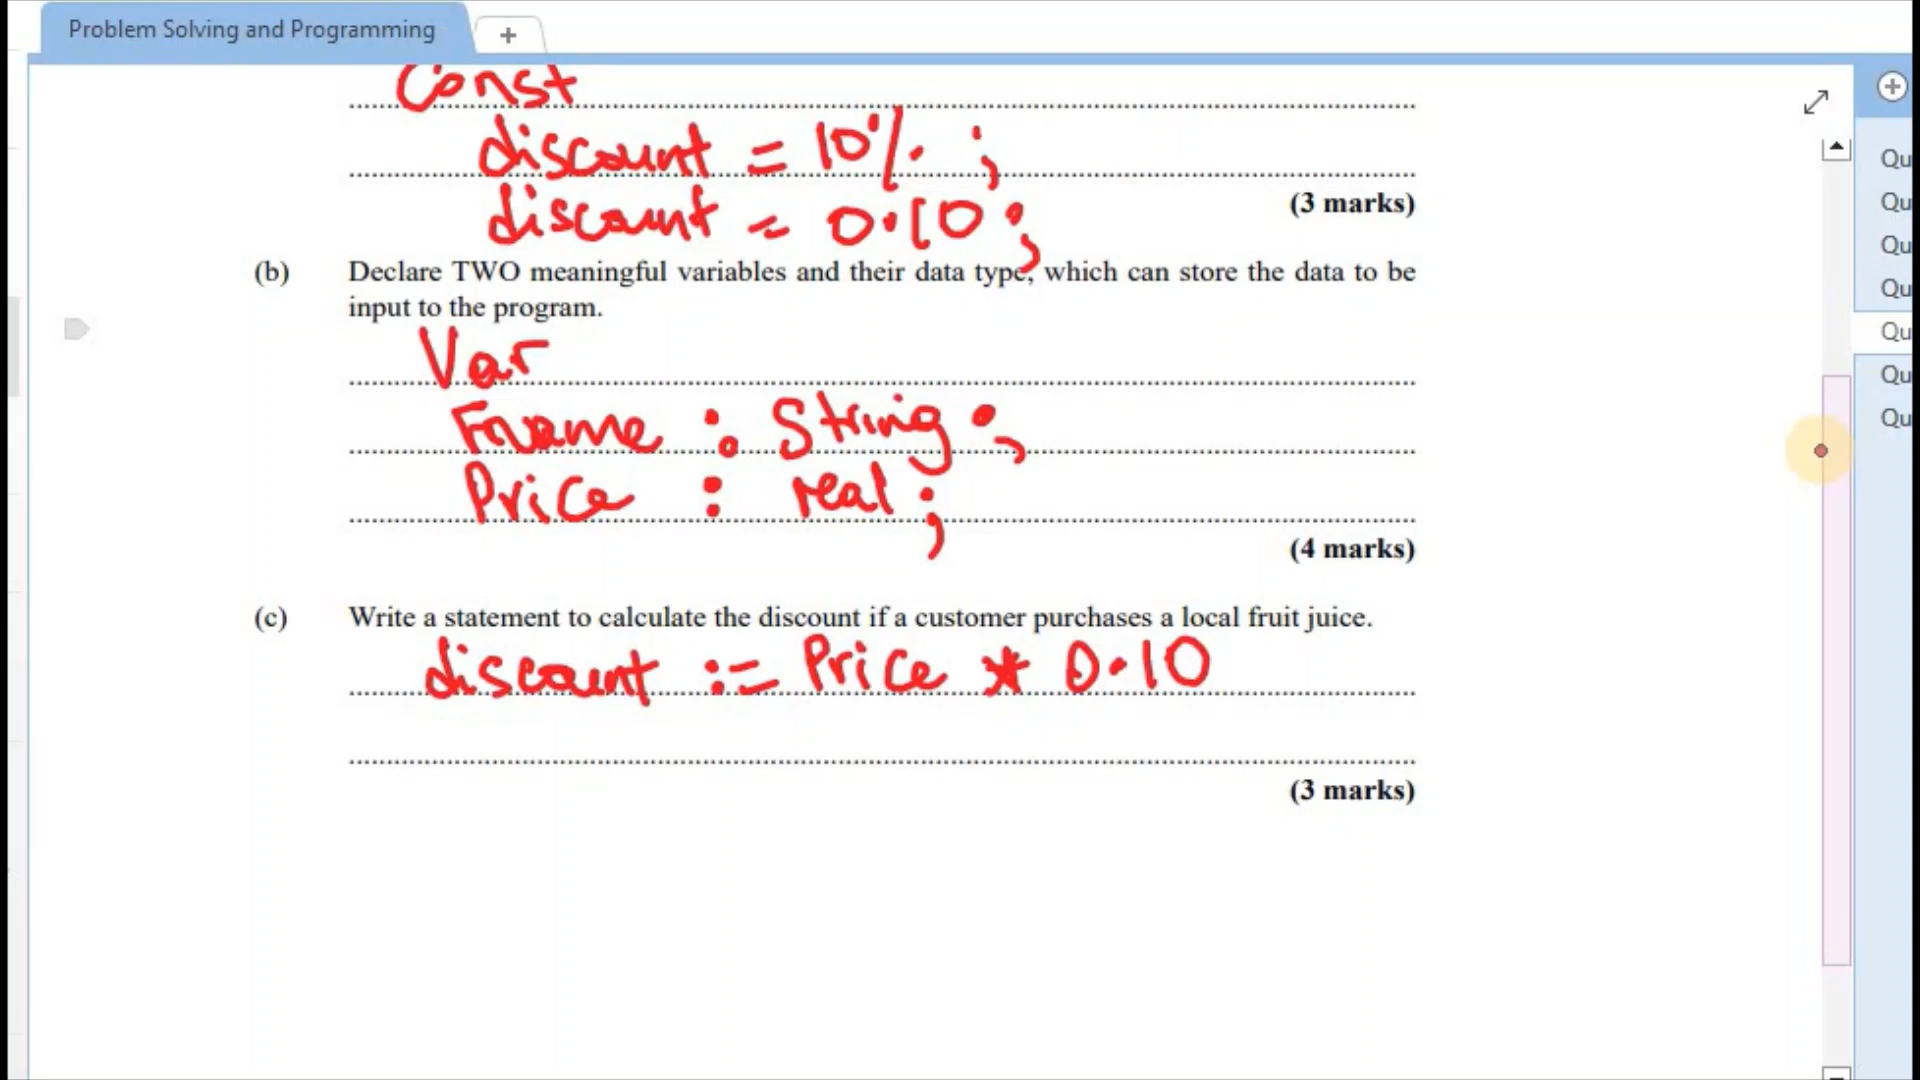 Problem Solving and Programming +
Const
discount = 10% ;
discount = 0.10 ;
(3 marks)
(b) Declare TWO meaningful variables and their data type, which can store the data to be
input to the program.
Var
Fname : String ;
Price : real ;
(4 marks)
(c) Write a statement to calculate the discount if a customer purchases a local fruit juice.
discount := Price * 0.10
(3 marks)
Qu
Qu
Qu
Qu
Qu
Qu
Qu